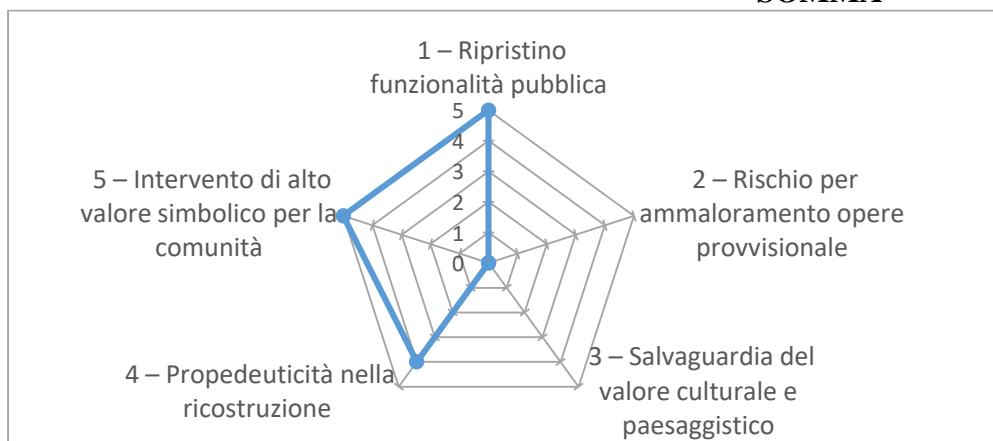 SOMMA
1 – Ripristino
funzionalità pubblica
5
4
3
2
1
0
2 – Rischio per
ammaloramento opere
provvisionale
3 – Salvaguardia del
valore culturale e
paesaggistico
4 – Propedeuticità nella
ricostruzione
5 – Intervento di alto
valore simbolico per la
comunità